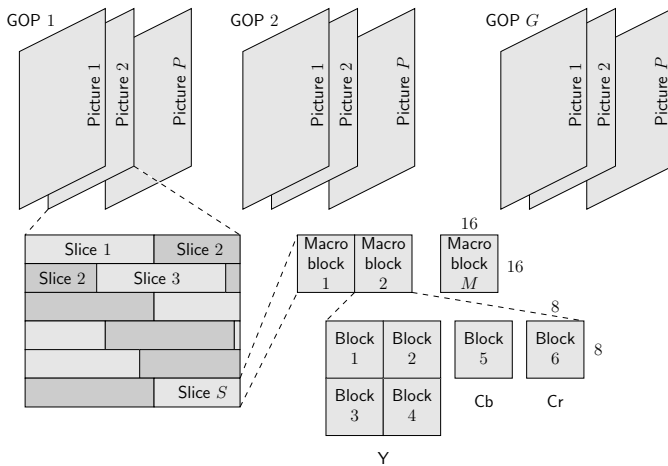 GOP 1
GOP 2
GOP G
Picture 1
Picture 2
Picture P
Picture 1
Picture 2
Picture P
Picture 1
Picture 2
Picture P
Slice 1
Slice 2
Slice 2
Slice 3
Slice S
Macro
block
1
Macro
block
2
16
Macro
block
M
16
8
Block
1
Block
2
Block
3
Block
4
Block
5
Block
6
8
Cb
Cr
Y